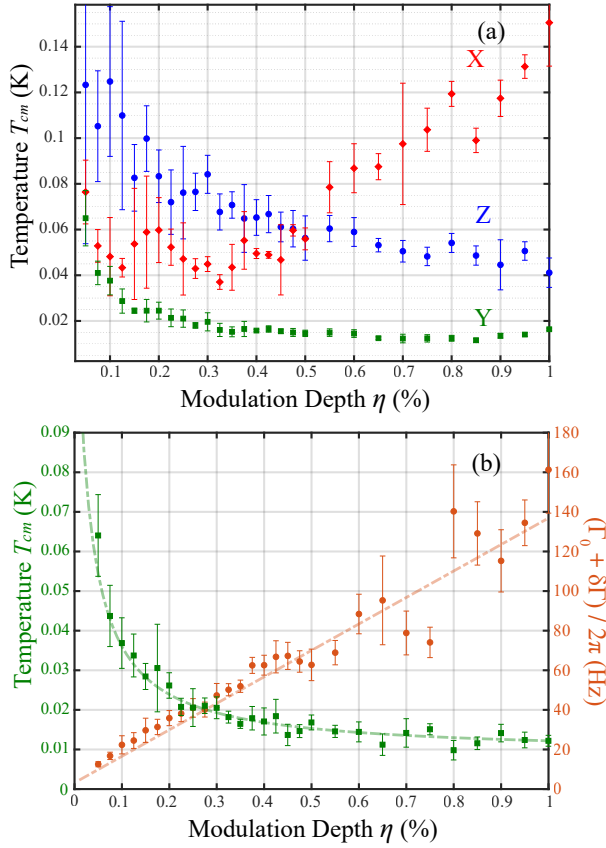 (a)
X
Z
Y
Temperature T_cm (K)
0.14
0.12
0.1
0.08
0.06
0.04
0.02
0.1 0.2 0.3 0.4 0.5 0.6 0.7 0.8 0.9 1
Modulation Depth η (%)
(b)
Temperature T_cm (K)
0.09
0.08
0.07
0.06
0.05
0.04
0.03
0.02
0.01
0
180
160
140
120
100
80
60
40
20
0
(Γ₀ + δΓ) / 2π (Hz)
0 0.1 0.2 0.3 0.4 0.5 0.6 0.7 0.8 0.9 1
Modulation Depth η (%)